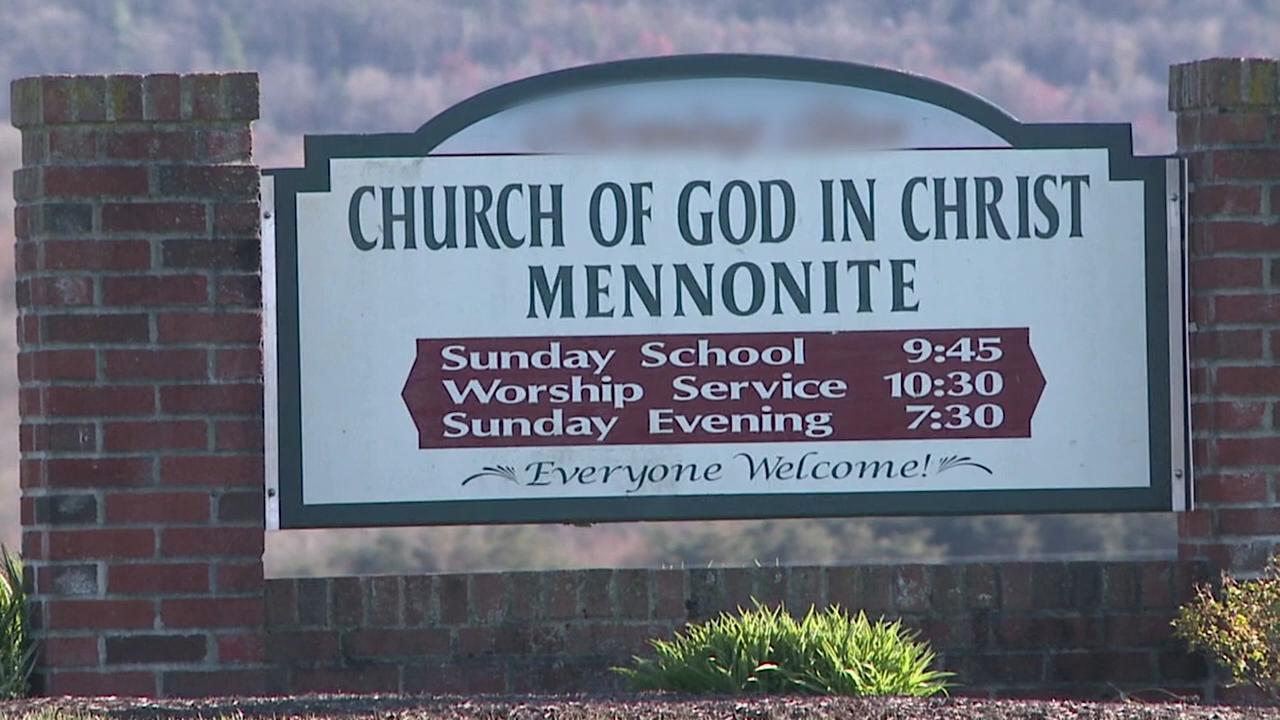 CHURCH OF GOD IN CHRIST
MENNONITE
Sunday School 9:45
Worship Service 10:30
Sunday Evening 7:30
Everyone Welcome!